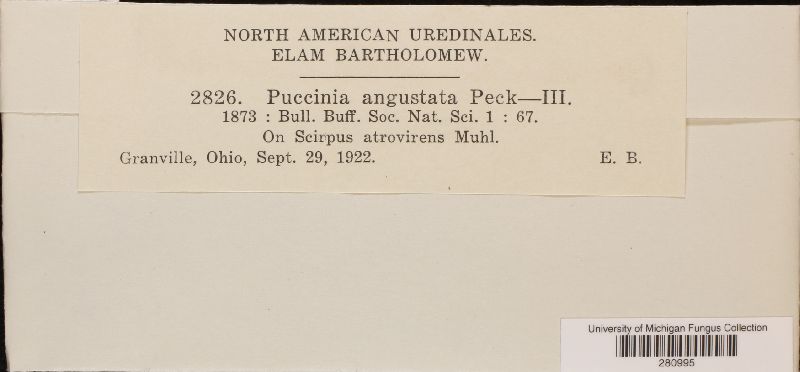 NORTH AMERICAN UREDINALES.
ELAM BARTHOLOMEW.
2826. Puccinia angustata Peck—III.
1873 : Bull. Buff. Soc. Nat. Sci. 1 : 67.
On Scirpus atrovirens Muhl.
Granville, Ohio, Sept. 29, 1922. E. B.
University of Michigan Fungus Collection
280995